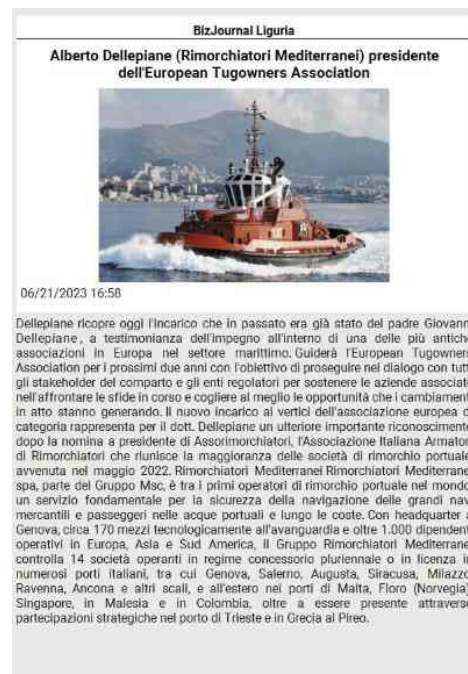 BizJournal Liguria
Alberto Dellepiane (Rimorchiatori Mediterranei) presidente
dell'European Tugowners Association
06/21/2023 16:58
Dellepiane ricopre oggi l'incarico che in passato era già stato del padre Giovann
Dellepiane, a testimonianza dell'impegno all'interno di una delle più antich
associazioni in Europa nel settore marittimo. Guiderà l'European Tugowner
Association per i prossimi due anni con l'obiettivo di proseguire nel dialogo con tutt
gli stakeholder del comparto e gli enti regolatori per sostenere le aziende associat
nell'affrontare le sfide in corso e cogliere al meglio le opportunità che i cambiament
in atto stanno generando. Il nuovo incarico ai vertici dell'associazione europea d
categoria rappresenta per il dott. Dellepiane un ulteriore importante riconosciment
dopo la nomina a presidente di Assorimorchiatori, l'Associazione Italiana Armator
di Rimorchiatori che riunisce la maggioranza delle società di rimorchio portuale
avvenuta nel maggio 2022. Rimorchiatori Mediterranei Rimorchiatori Mediterrane
spa, parte del Gruppo Msc, è tra i primi operatori di rimorchio portuale nel mondo
un servizio fondamentale per la sicurezza della navigazione delle grandi nav
mercantili e passeggeri nelle acque portuali e lungo le coste. Con headquarter a
Genova, circa 170 mezzi tecnologicamente all'avanguardia e oltre 1.000 dipendent
operativi in Europa, Asia e Sud America, il Gruppo Rimorchiatori Mediterrane
controlla 14 società operanti in regime concessorio pluriennale o in licenza in
numerosi porti italiani, tra cui Genova, Salerno, Augusta, Siracusa, Milazzo
Ravenna, Ancona e altri scali, e all'estero nei porti di Malta, Floro (Norvegia)
Singapore, in Malesia e in Colombia, oltre a essere presente attravers
partecipazioni strategiche nel porto di Trieste e in Grecia al Pireo.